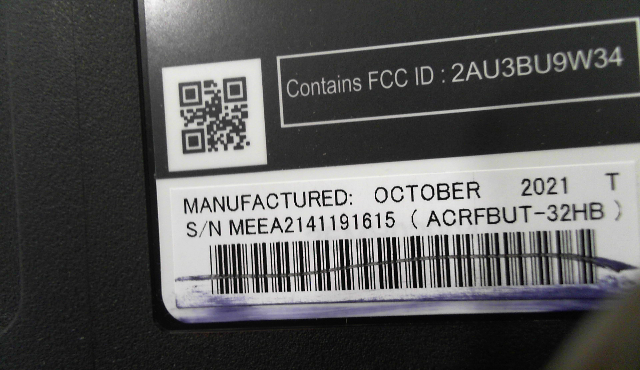 Contains FCC ID : 2AU3BU9W34
MANUFACTURED: OCTOBER 2021 T
S/N MEEA2141191615 ( ACRFBUT-32HB )